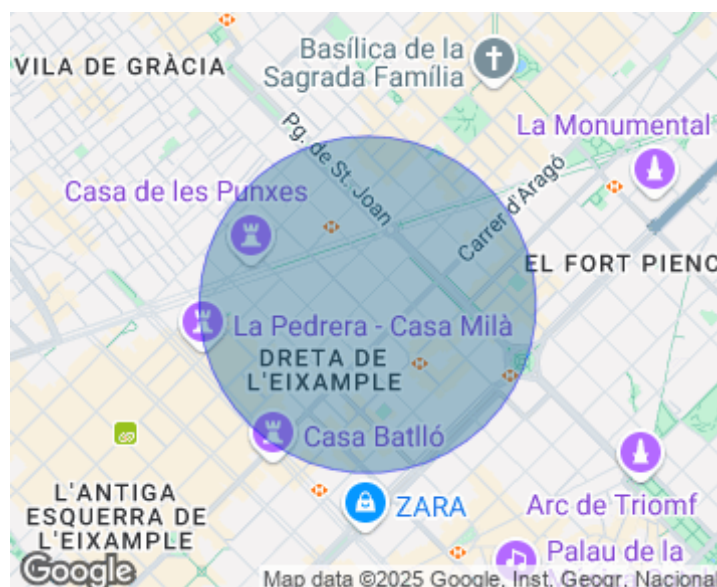 Basílica de la
Sagrada Família
VILA DE GRÀCIA
La Monumental
Pg. de St. Joan
Casa de les Punxes
Carrer d'Aragó
EL FORT PIENC
La Pedrera - Casa Milà
DRETA DE
L'EIXAMPLE
Casa Batlló
L'ANTIGA
ESQUERRA DE
L'EIXAMPLE
ZARA
Arc de Triomf
Palau de la
Google
Map data ©2025 Google, Inst. Geogr. Nacional